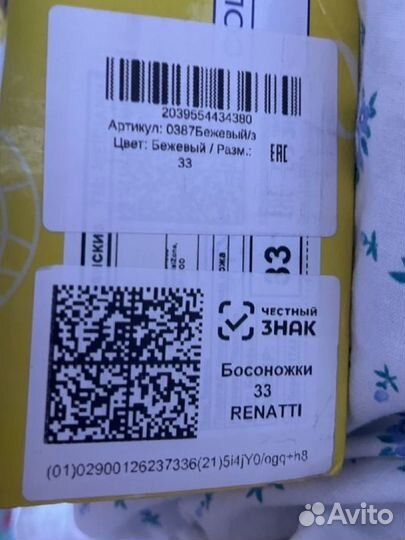 2039554434380
Артикул: 0387Бежевый/з
Цвет: Бежевый / Разм.:
33
EAC
ЧЕСТНЫЙ
ЗНАК
Босоножки
33
RENATTI
(01)02900126237336(21)5i4jY0/ogq+h8
33
Avito